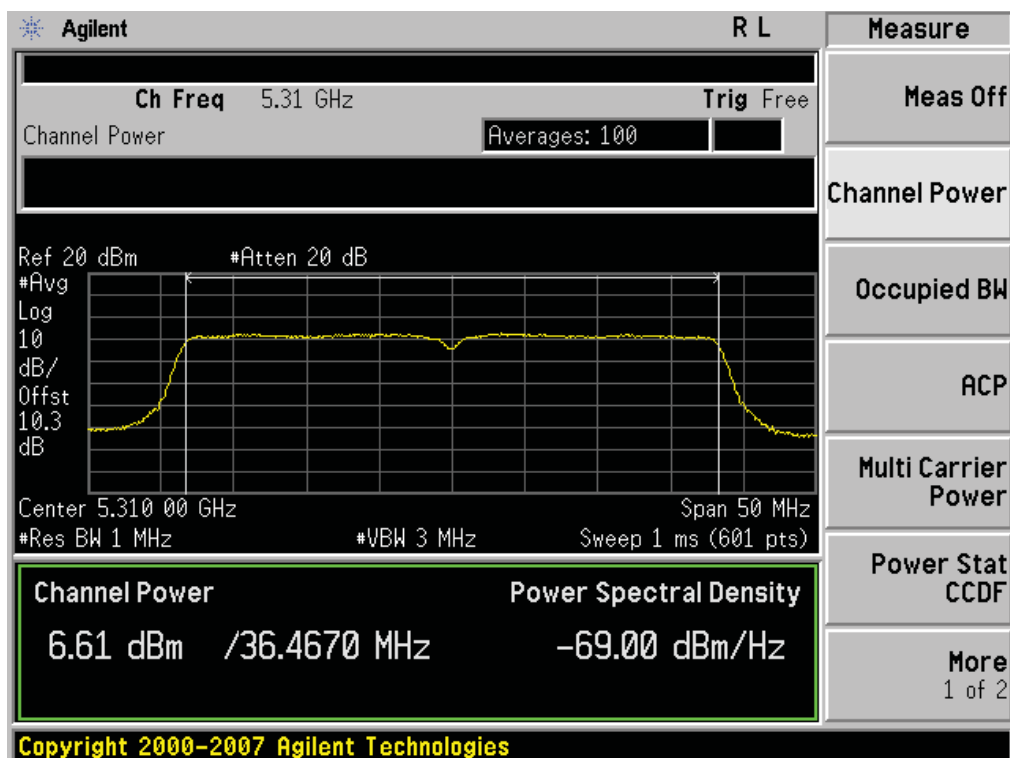 Agilent R L Measure
Ch Freq 5.31 GHz Trig Free
Meas Off
Channel Power Averages: 100
Channel Power
Ref 20 dBm #Atten 20 dB
#Avg
Log
10
dB/
Offst
10.3
dB
Occupied BW
ACP
Multi Carrier
Power
Center 5.310 00 GHz Span 50 MHz
#Res BW 1 MHz #VBW 3 MHz Sweep 1 ms (601 pts)
Power Stat
CCDF
Channel Power Power Spectral Density
6.61 dBm /36.4670 MHz -69.00 dBm/Hz
More
1 of 2
Copyright 2000-2007 Agilent Technologies